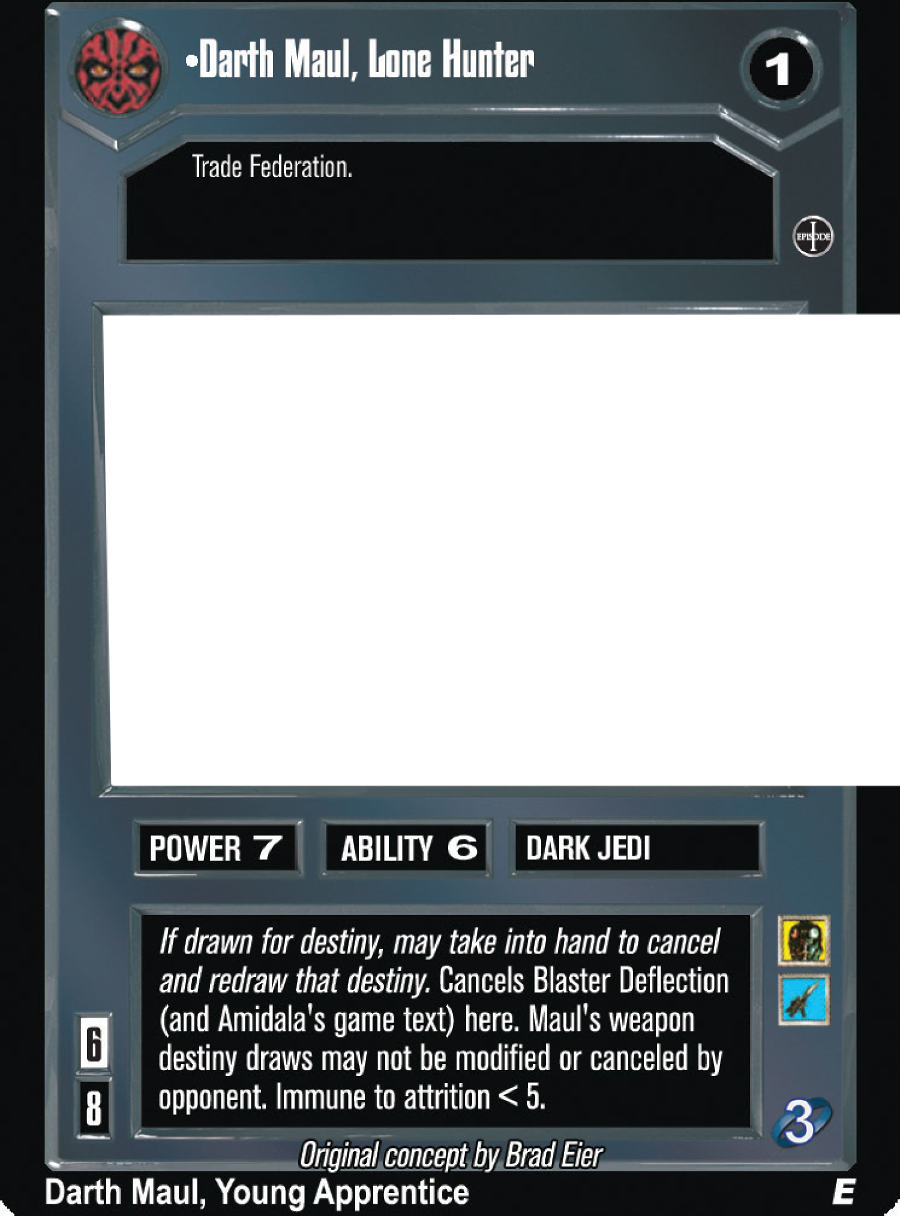 •Darth Maul, Lone Hunter
1
Trade Federation.
EPISODE I
POWER 7
ABILITY 6
DARK JEDI
If drawn for destiny, may take into hand to cancel
and redraw that destiny. Cancels Blaster Deflection
(and Amidala's game text) here. Maul's weapon
destiny draws may not be modified or canceled by
opponent. Immune to attrition < 5.
6
8
3
Original concept by Brad Eier
Darth Maul, Young Apprentice
E